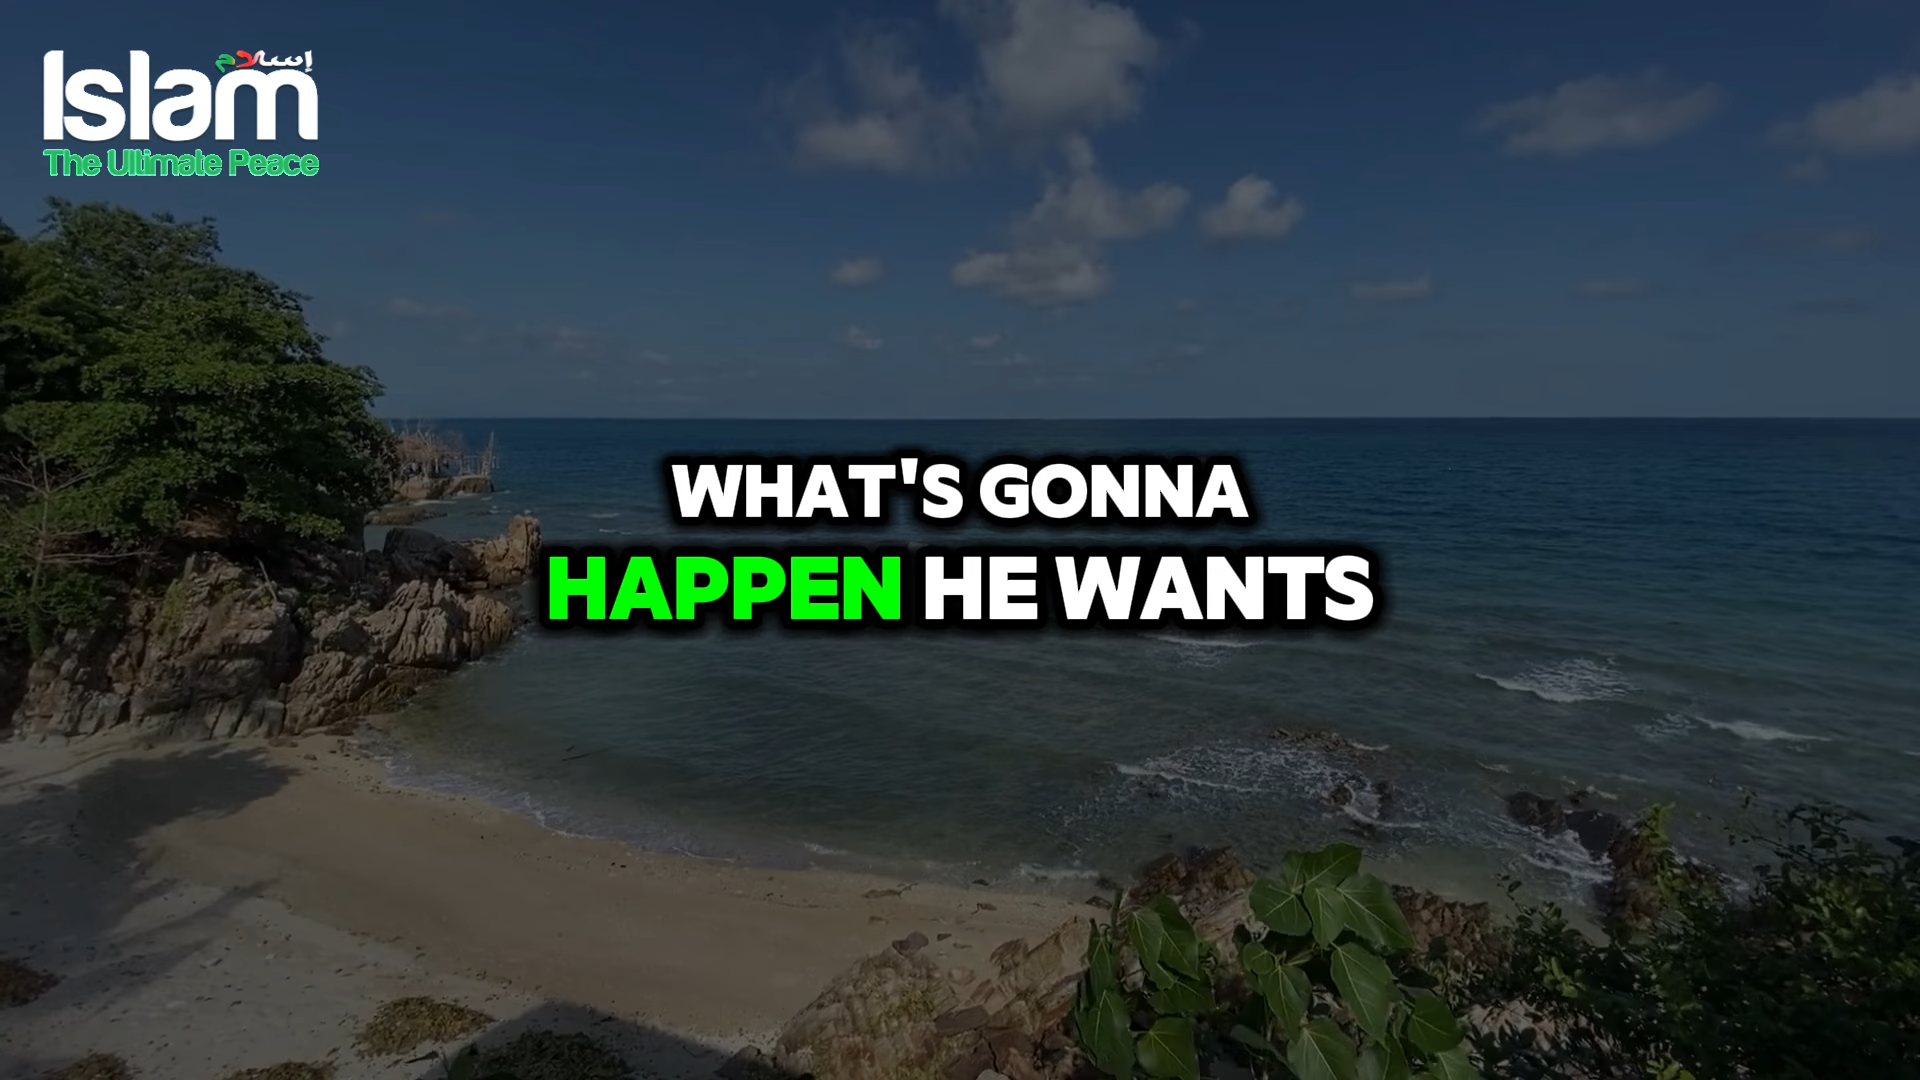 إسلام
Islam
The Ultimate Peace
WHAT'S GONNA
HAPPEN HE WANTS